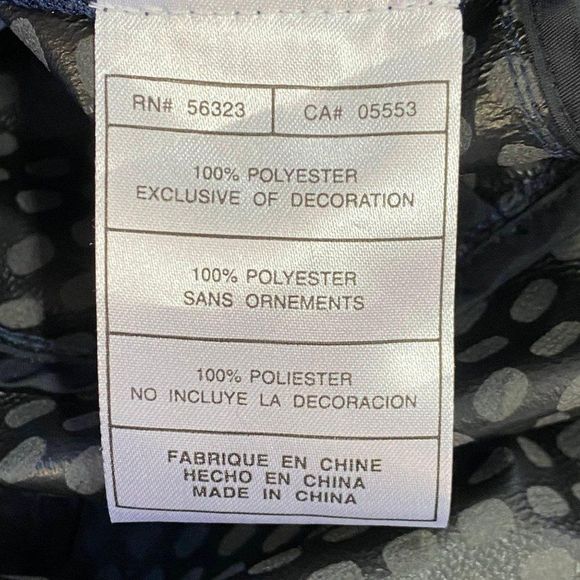 RN# 56323
CA# 05553
100% POLYESTER
EXCLUSIVE OF DECORATION
100% POLYESTER
SANS ORNEMENTS
100% POLIESTER
NO INCLUYE LA DECORACION
FABRIQUE EN CHINE
HECHO EN CHINA
MADE IN CHINA